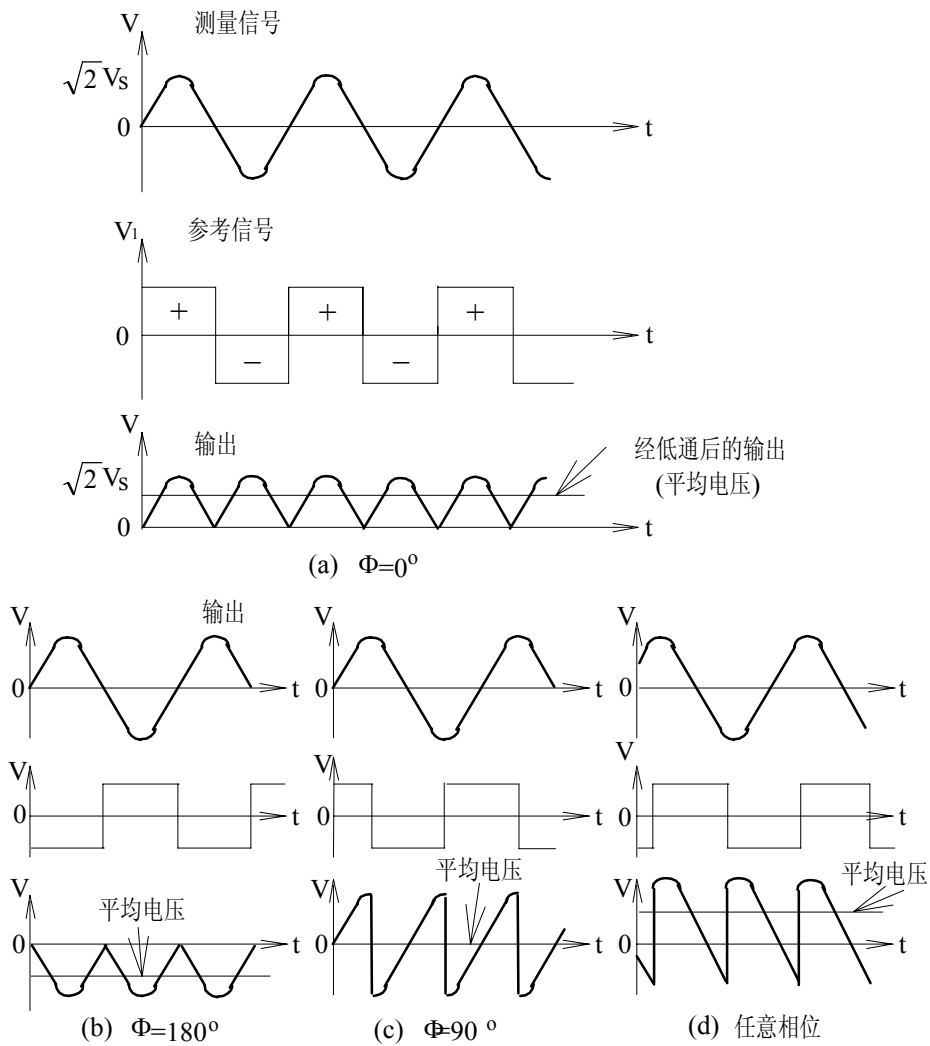 V 测量信号
√2 Vs
0 t
V1 参考信号
+ + +
0 t
− −
V 输出
经低通后的输出
√2 Vs (平均电压)
0 t
(a) Φ=0°
V 输出 V V
0 t 0 t 0 t
V V V
0 t 0 t 0 t
V 平均电压 V 平均电压 V 平均电压
0 t 0 t 0 t
(b) Φ=180° (c) Φ=90° (d) 任意相位